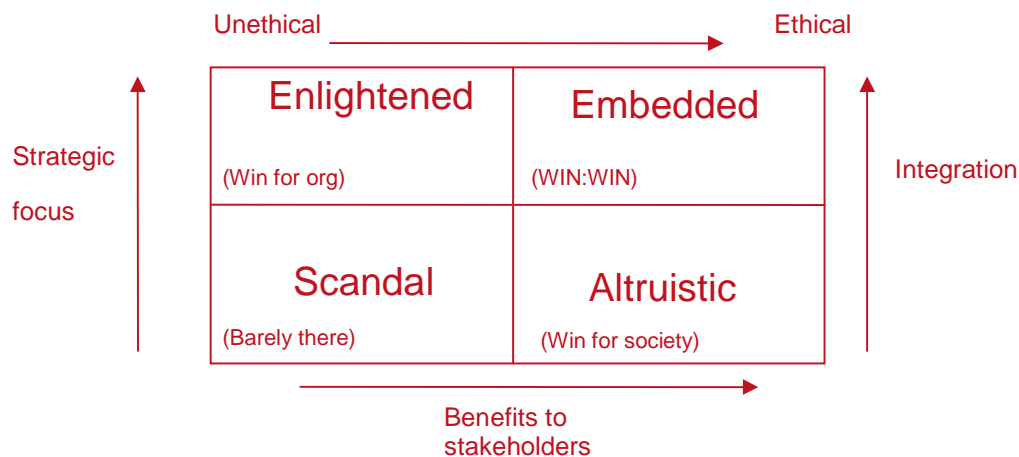 Unethical
Ethical
Enlightened
Embedded
Strategic
focus
(Win for org)
(WIN:WIN)
Integration
Scandal
Altruistic
(Barely there)
(Win for society)
Benefits to
stakeholders